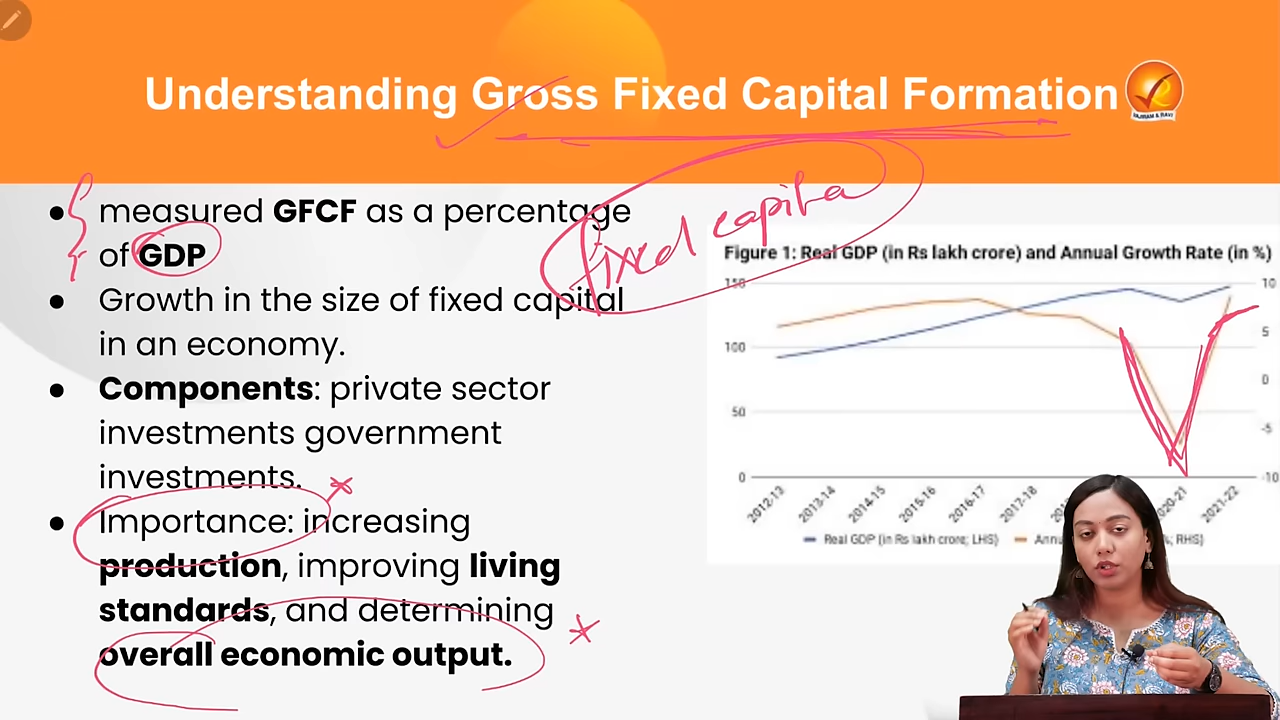 Understanding Gross Fixed Capital Formation
VAJIRAM & RAVI
● measured GFCF as a percentage
of GDP
● Growth in the size of fixed capital
in an economy.
● Components: private sector
investments government
investments.
● Importance: increasing
production, improving living
standards, and determining
overall economic output.
fixed capital
Figure 1: Real GDP (in Rs lakh crore) and Annual Growth Rate (in %)
150
100
50
0
10
5
0
-5
-10
2012-13
2013-14
2014-15
2015-16
2016-17
2017-18
2021-22
Real GDP (in Rs lakh crore; LHS)
RHS)